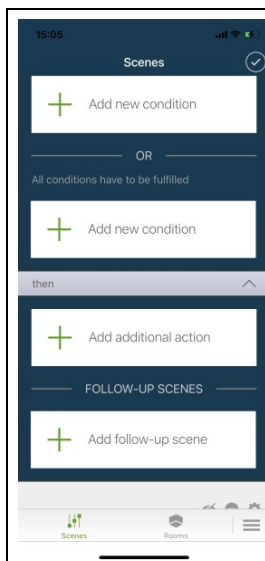 15:05
Scenes
Add new condition
OR
All conditions have to be fulfilled
Add new condition
then
Add additional action
FOLLOW-UP SCENES
Add follow-up scene
Scenes
Rooms